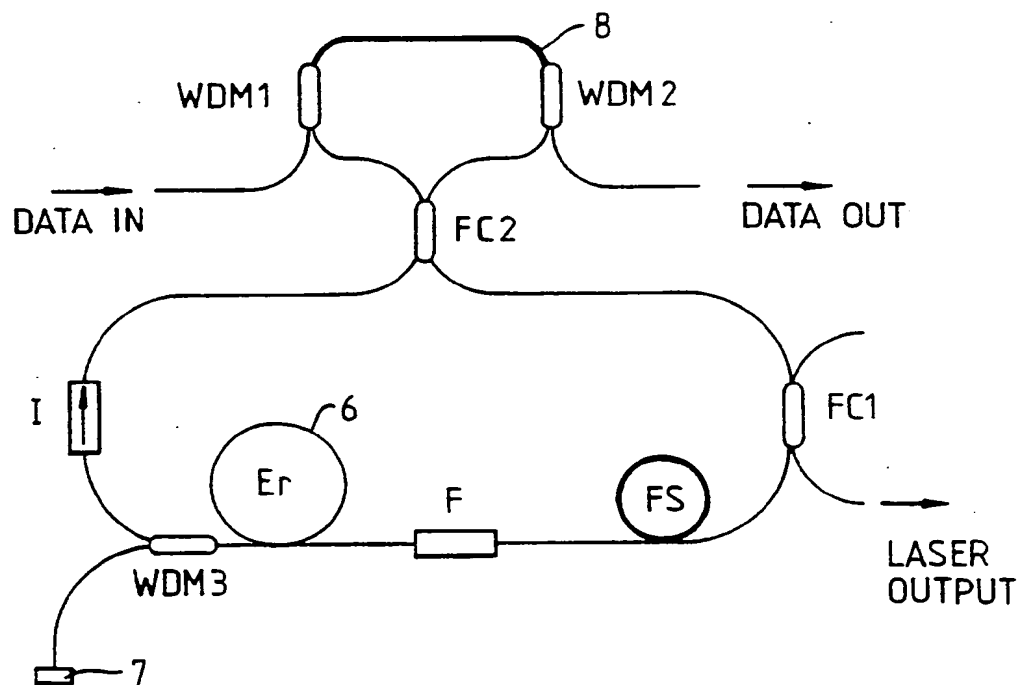 8
WDM1
WDM2
DATA IN
FC2
DATA OUT
I
6
Er
F
FS
FC1
WDM3
LASER
OUTPUT
7